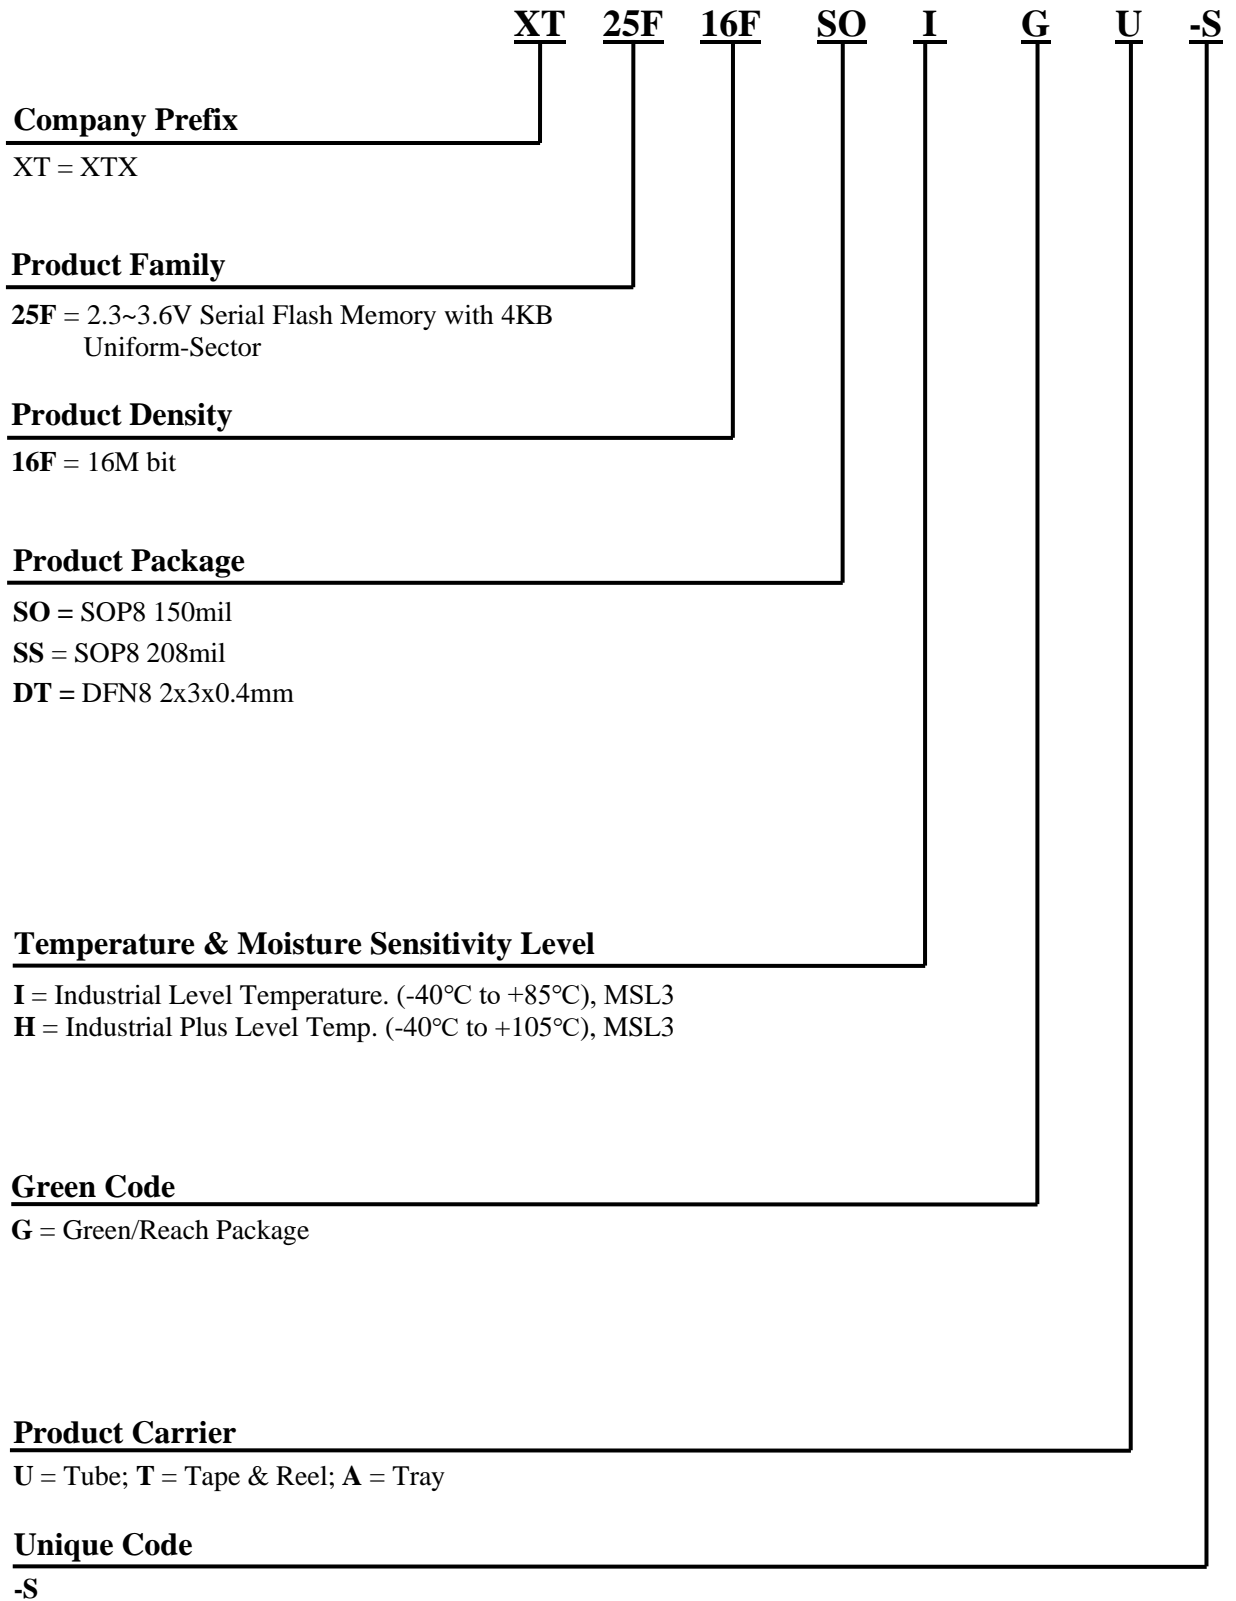 XT 25F 16F SO I G U -S
Company Prefix
XT = XTX
Product Family
25F = 2.3~3.6V Serial Flash Memory with 4KB
Uniform-Sector
Product Density
16F = 16M bit
Product Package
SO = SOP8 150mil
SS = SOP8 208mil
DT = DFN8 2x3x0.4mm
Temperature & Moisture Sensitivity Level
I = Industrial Level Temperature. (-40℃ to +85℃), MSL3
H = Industrial Plus Level Temp. (-40℃ to +105℃), MSL3
Green Code
G = Green/Reach Package
Product Carrier
U = Tube; T = Tape & Reel; A = Tray
Unique Code
-S